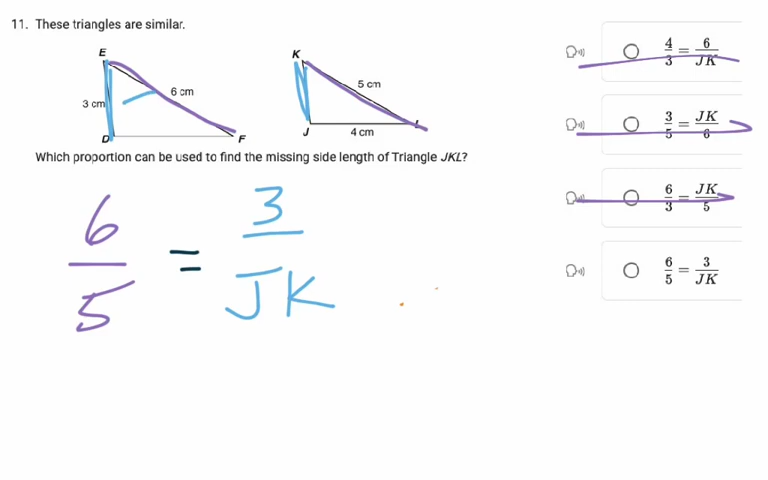 11. These triangles are similar.
E
6 cm
3 cm
D
F
K
5 cm
J
4 cm
Which proportion can be used to find the missing side length of Triangle JKL?
6/5 = 3/JK
4/3 = 6/JK
3/5 = JK/6
6/3 = JK/5
6/5 = 3/JK